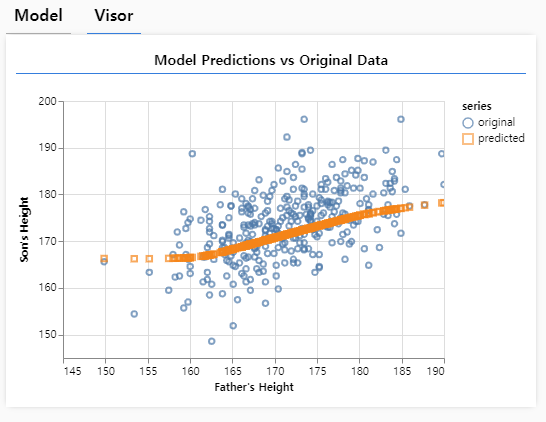 Model Visor
Model Predictions vs Original Data
series
original
predicted
200
190
180
170
160
150
Son's Height
145 150 155 160 165 170 175 180 185 190
Father's Height